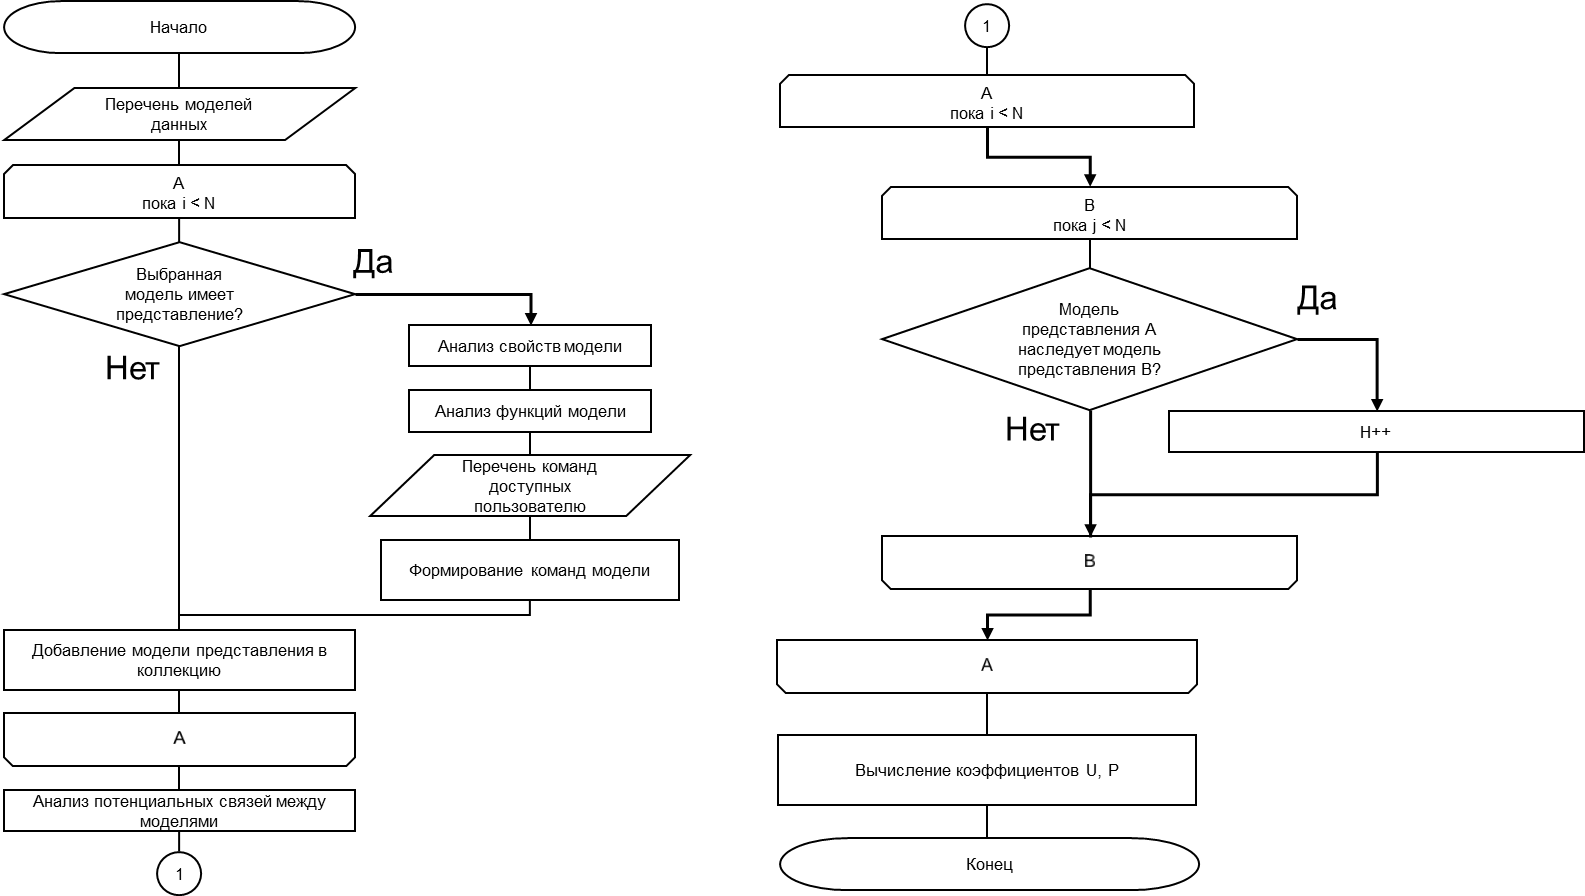 Начало
Перечень моделей
данных
А
пока i < N
Выбранная
модель имеет
представление?
Да
Нет
Анализ свойств модели
Анализ функций модели
Перечень команд
доступных
пользователю
Формирование команд модели
Добавление модели представления в
коллекцию
А
Анализ потенциальных связей между
моделями
1
1
А
пока i < N
В
пока j < N
Модель
представления А
наследует модель
представления В?
Да
Нет
H++
В
А
Вычисление коэффициентов U, P
Конец